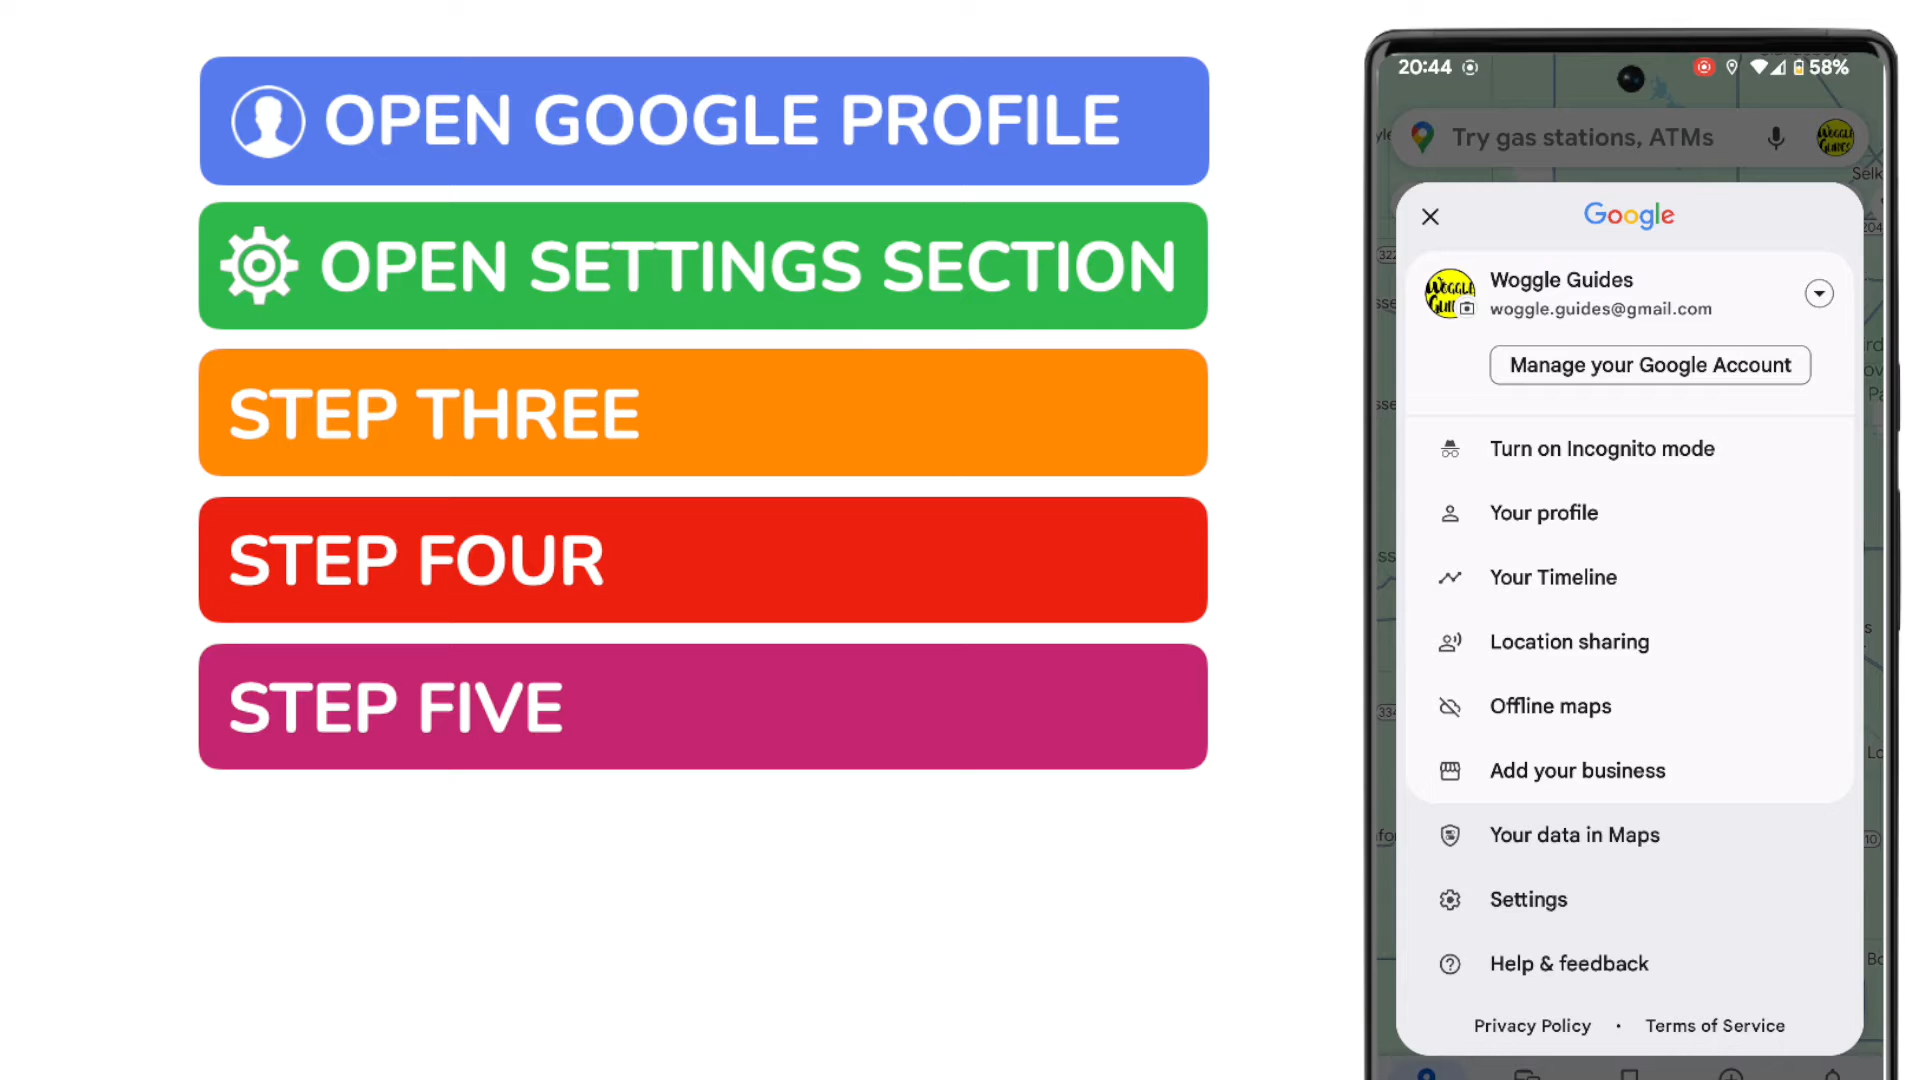 OPEN GOOGLE PROFILE
OPEN SETTINGS SECTION
STEP THREE
STEP FOUR
STEP FIVE
20:44
58%
Try gas stations, ATMs
Google
Woggle Guides
woggle.guides@gmail.com
Manage your Google Account
Turn on Incognito mode
Your profile
Your Timeline
Location sharing
Offline maps
Add your business
Your data in Maps
Settings
Help & feedback
Privacy Policy • Terms of Service